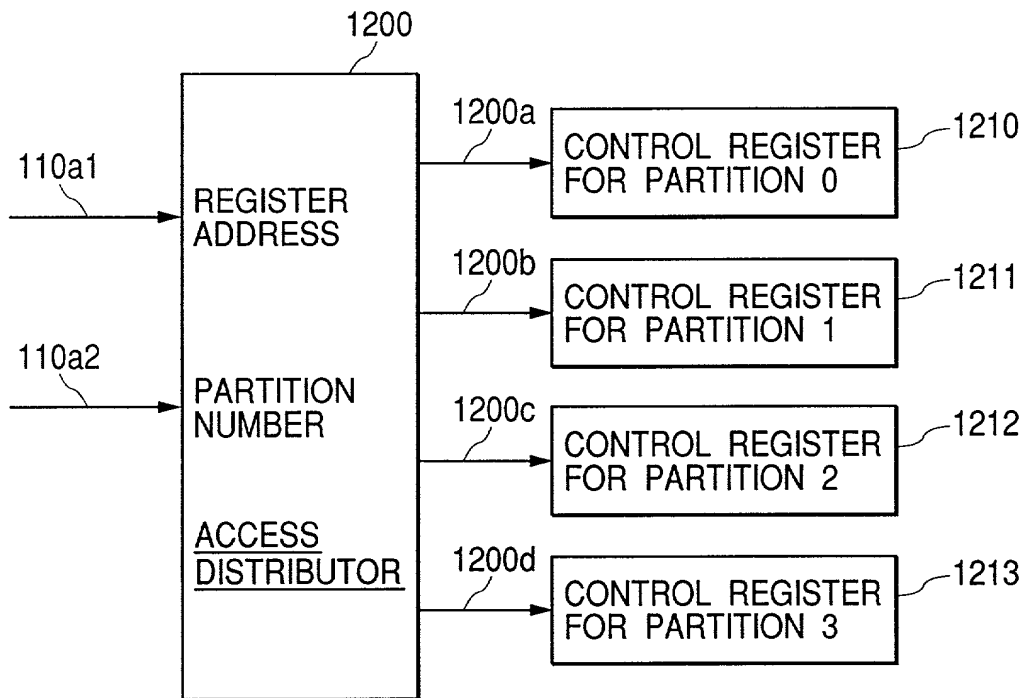 1200
110a1
REGISTER
ADDRESS
110a2
PARTITION
NUMBER
ACCESS
DISTRIBUTOR
1200a
CONTROL REGISTER
FOR PARTITION 0
1210
1200b
CONTROL REGISTER
FOR PARTITION 1
1211
1200c
CONTROL REGISTER
FOR PARTITION 2
1212
1200d
CONTROL REGISTER
FOR PARTITION 3
1213